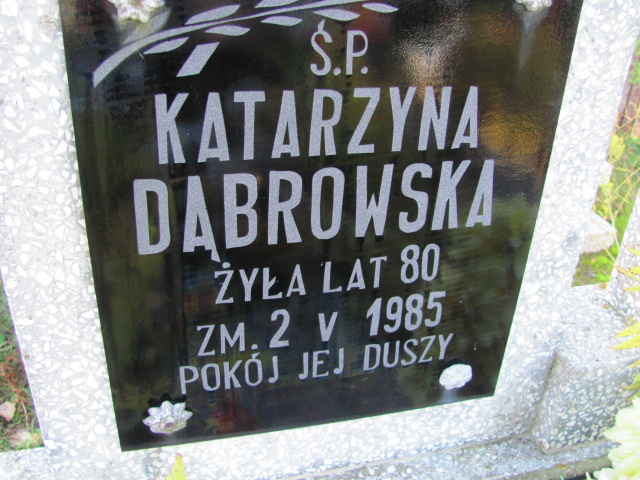 Ś.P.
KATARZYNA
DĄBROWSKA
ŻYŁA LAT 80
ZM. 2 V 1985
POKÓJ JEJ DUSZY